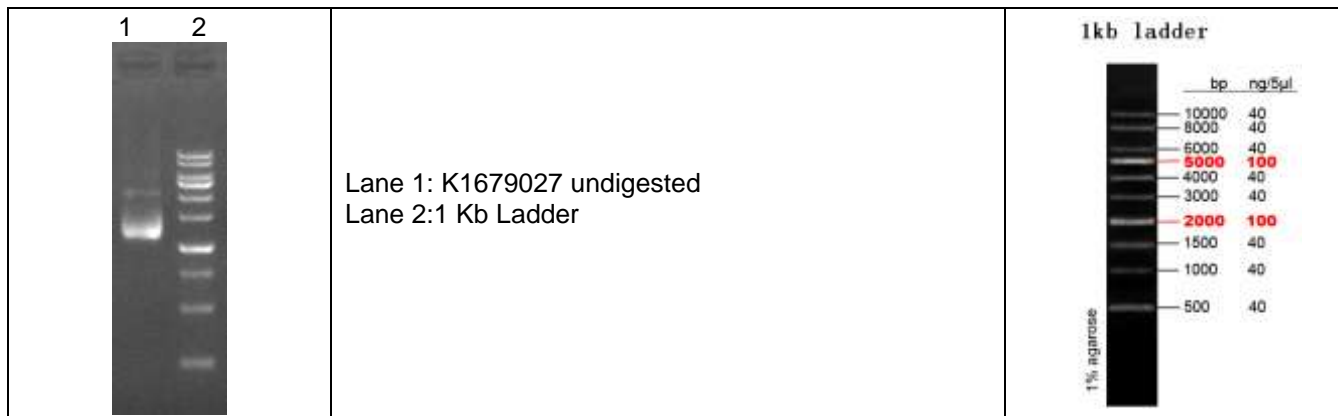 1 2
Lane 1: K1679027 undigested
Lane 2:1 Kb Ladder
1kb ladder
bp ng/5µl
10000 40
8000 40
6000 40
5000 100
4000 40
3000 40
2000 100
1500 40
1000 40
500 40
1% agarose